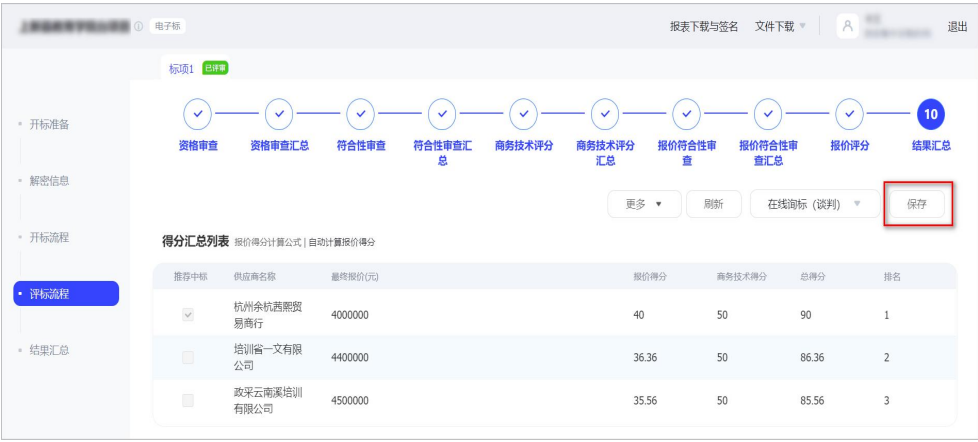 电子标 报表下载与签名 文件下载 退出
标项1 已评审
10
资格审查 资格审查汇总 符合性审查 符合性审查汇 商务技术评分 商务技术评分 报价符合性审 报价符合性审 报价评分 结果汇总
总 汇总 查 查汇总
开标准备
解密信息
开标流程
评标流程
结果汇总
更多 刷新 在线询标（谈判） 保存
得分汇总列表 报价得分计算公式 | 自动计算报价得分
推荐中标 供应商名称 最终报价(元) 报价得分 商务技术得分 总得分 排名
杭州余杭茜熙贸
易商行 4000000 40 50 90 1
培训省一文有限
公司 4400000 36.36 50 86.36 2
政采云南溪培训
有限公司 4500000 35.56 50 85.56 3